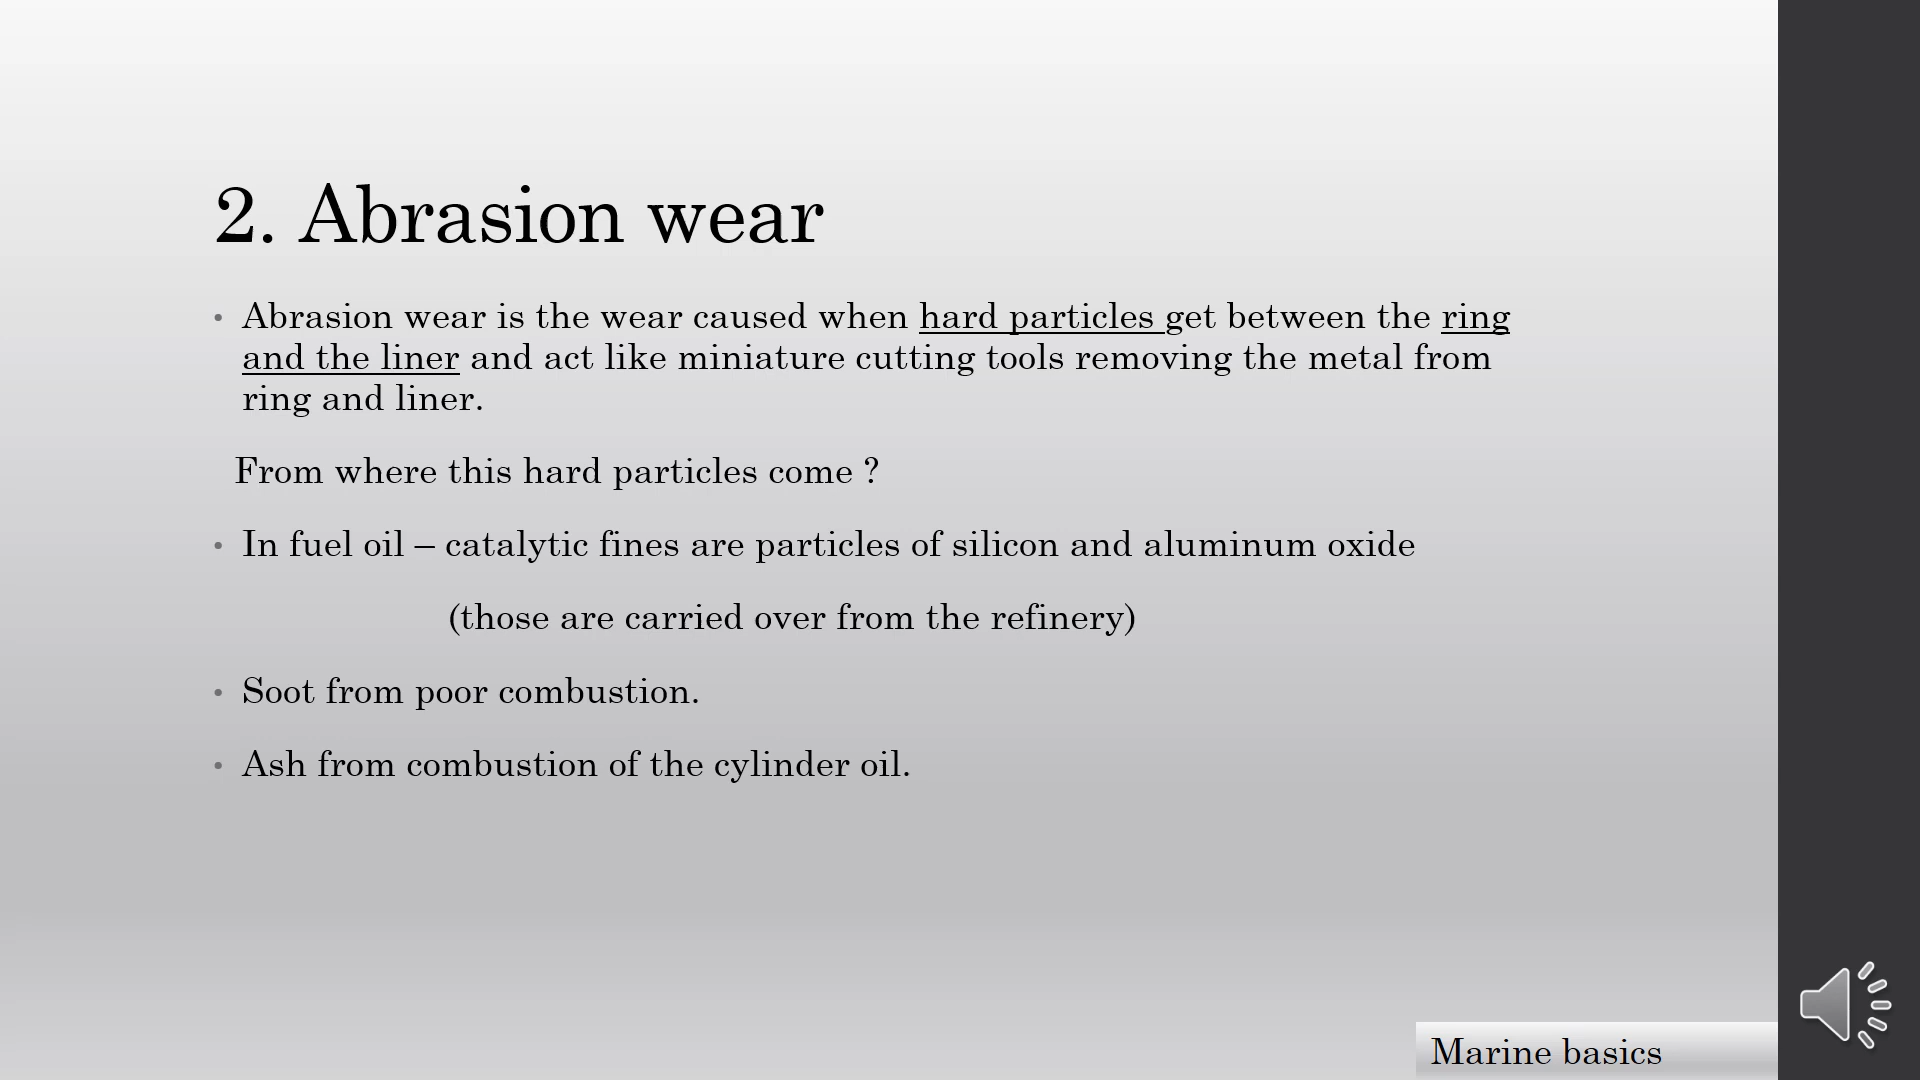 2. Abrasion wear
• Abrasion wear is the wear caused when hard particles get between the ring
and the liner and act like miniature cutting tools removing the metal from
ring and liner.
From where this hard particles come ?
• In fuel oil – catalytic fines are particles of silicon and aluminum oxide
(those are carried over from the refinery)
• Soot from poor combustion.
• Ash from combustion of the cylinder oil.
Marine basics